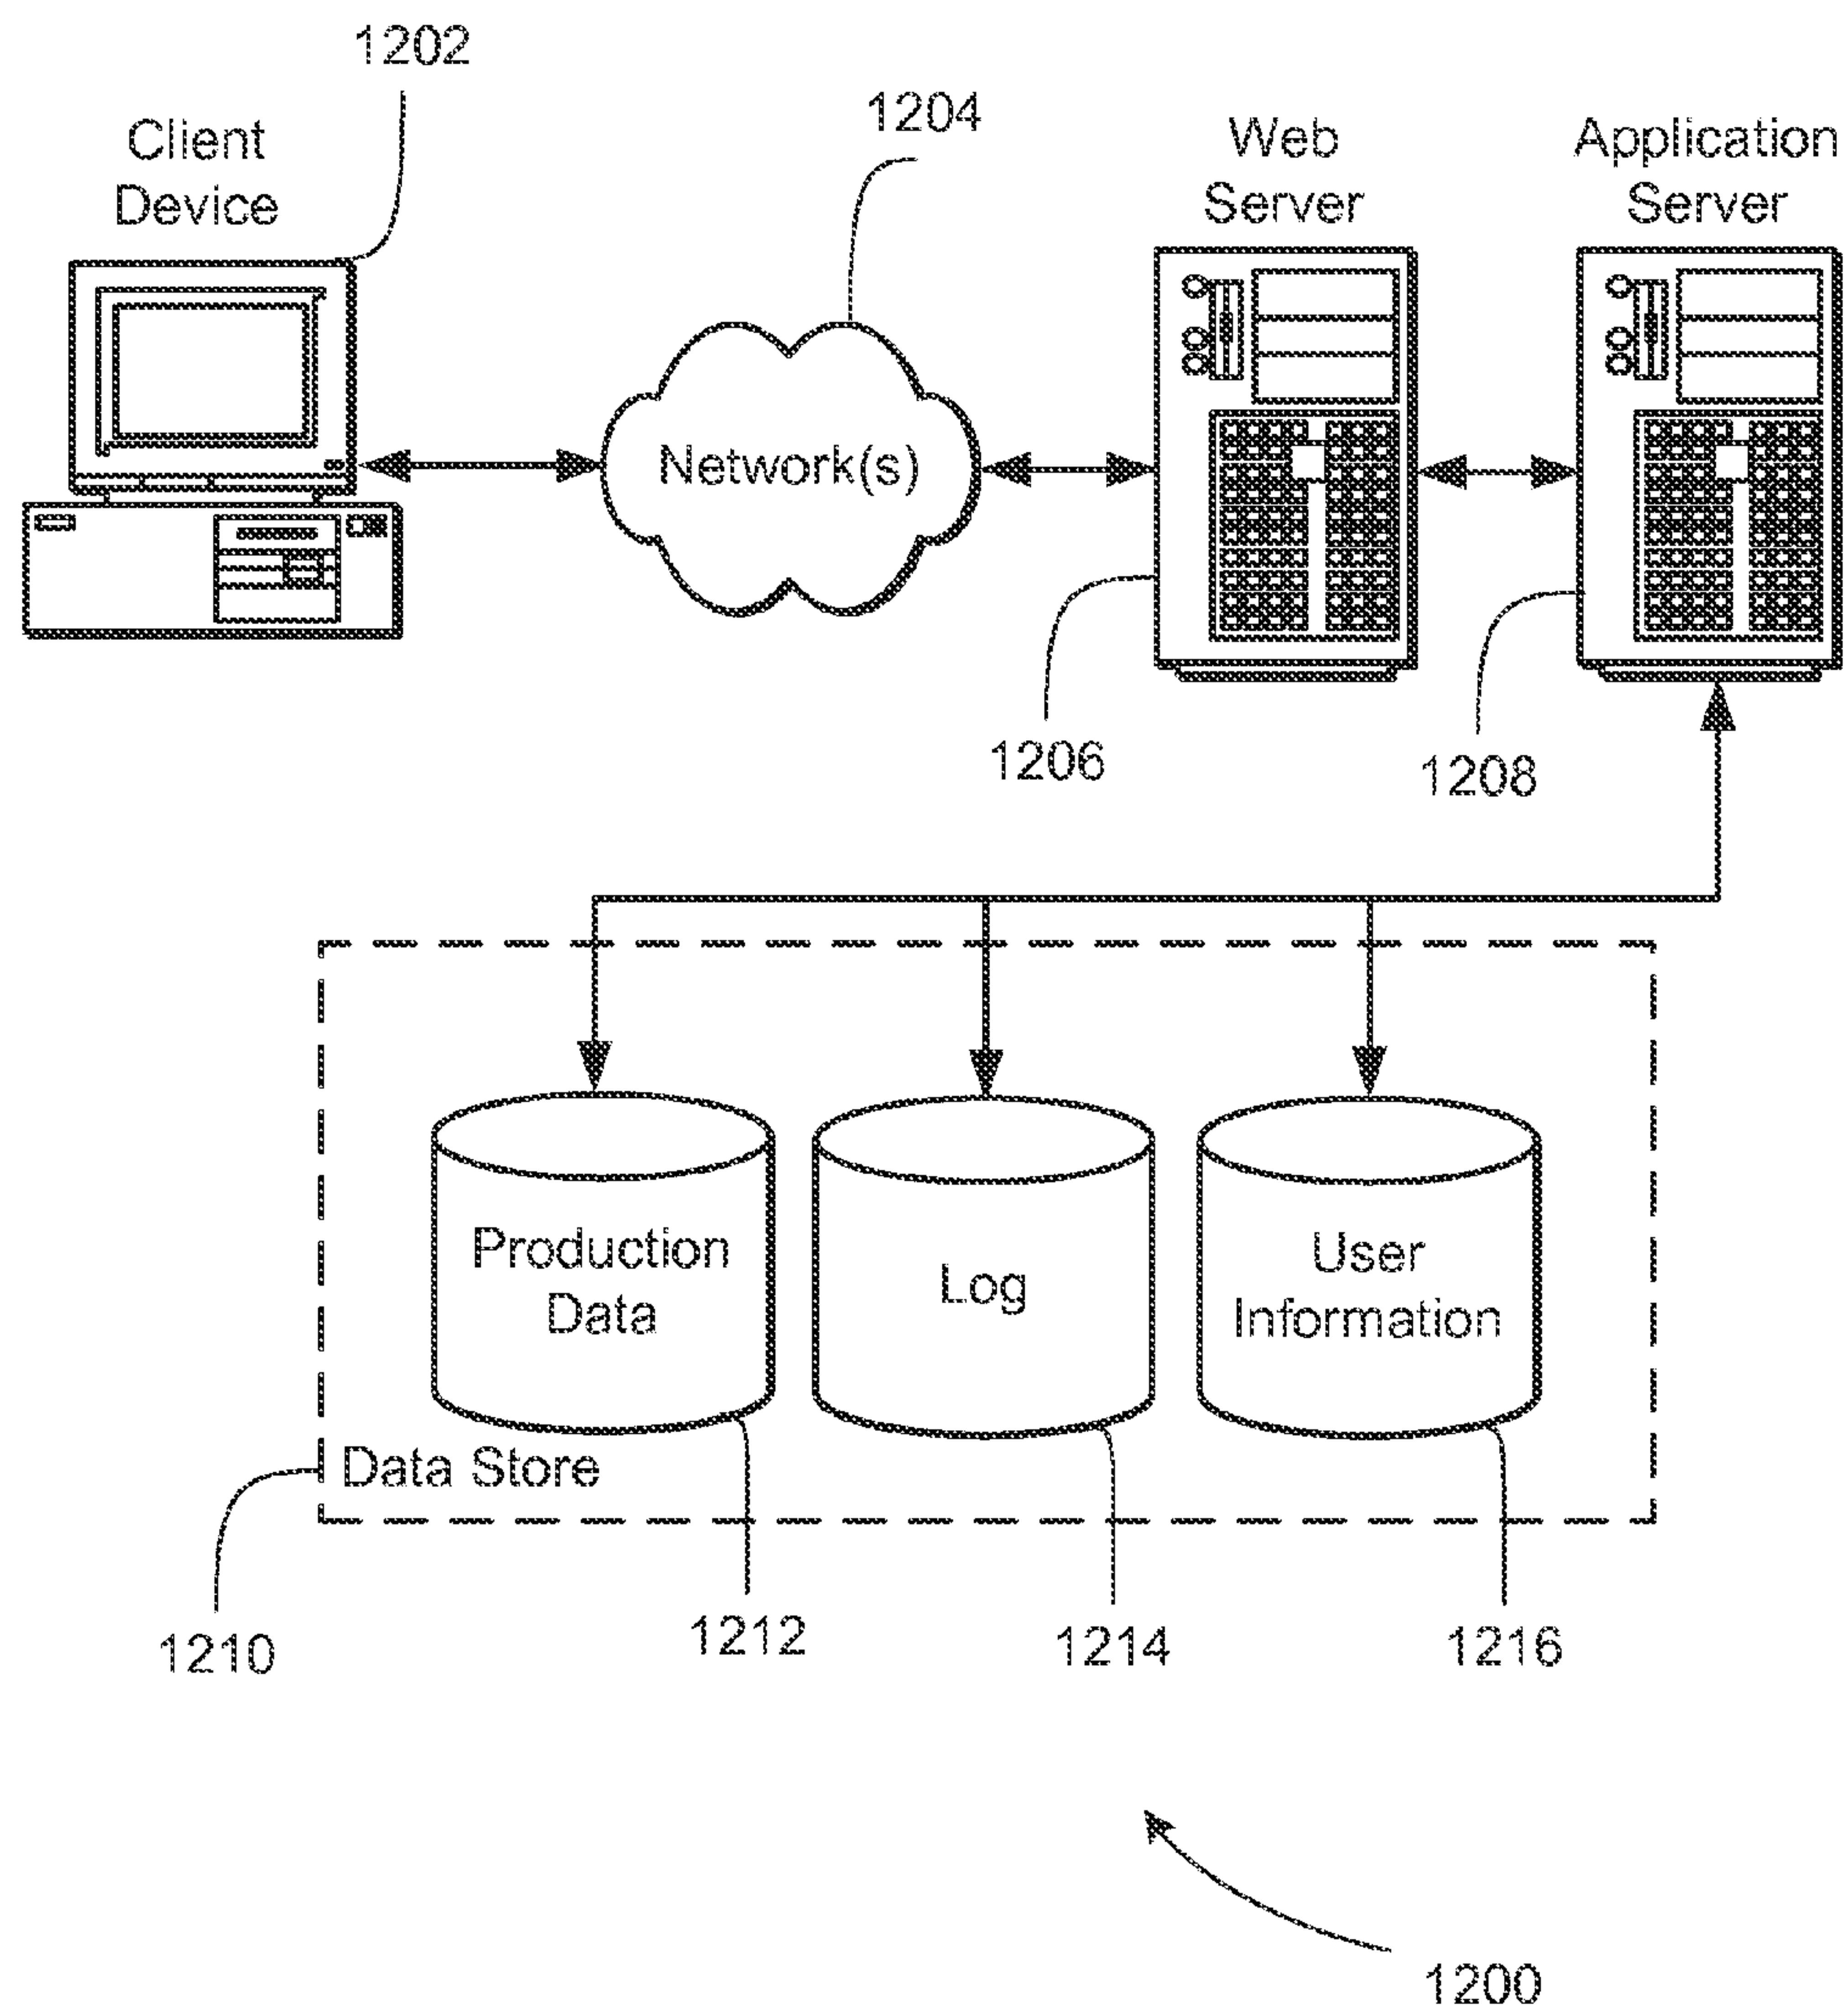 1202
1204
Client
Device
Web
Server
Application
Server
Network(s)
1206
1208
Production
Data
Log
User
Information
Data Store
1210
1212
1214
1216
1200